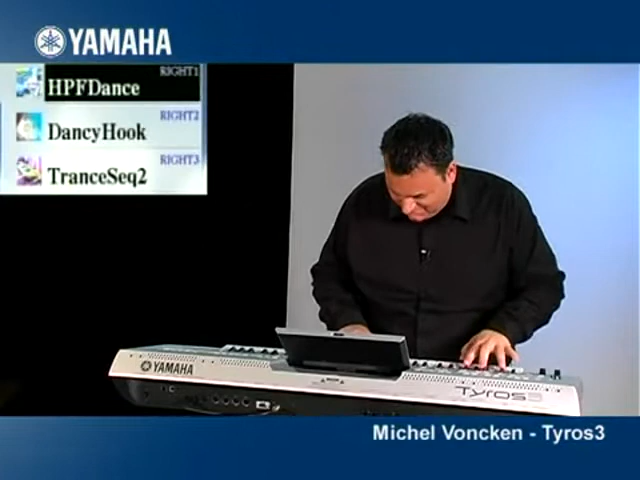 YAMAHA
RIGHT1
HPFDance
RIGHT2
DancyHook
RIGHT3
TranceSeq2
YAMAHA
Tyros3
Michel Voncken - Tyros3